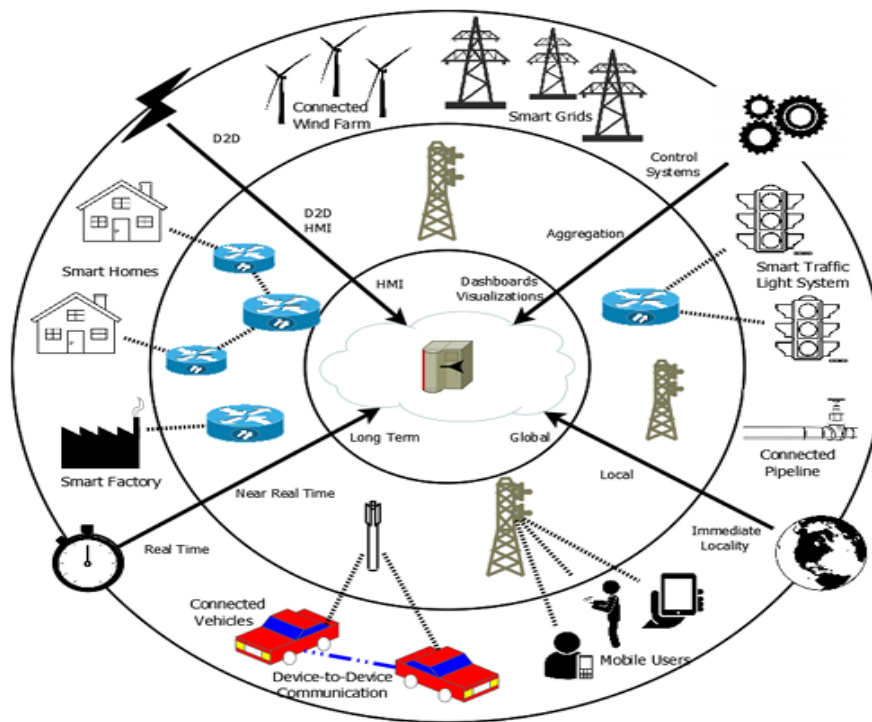 Connected
Wind Farm
Smart Grids
D2D
Control
Systems
D2D
HMI
Aggregation
Smart Homes
HMI
Dashboards
Visualizations
Smart Traffic
Light System
Long Term
Global
Connected
Pipeline
Smart Factory
Near Real Time
Local
Real Time
Immediate
Locality
Connected
Vehicles
Mobile Users
Device-to-Device
Communication